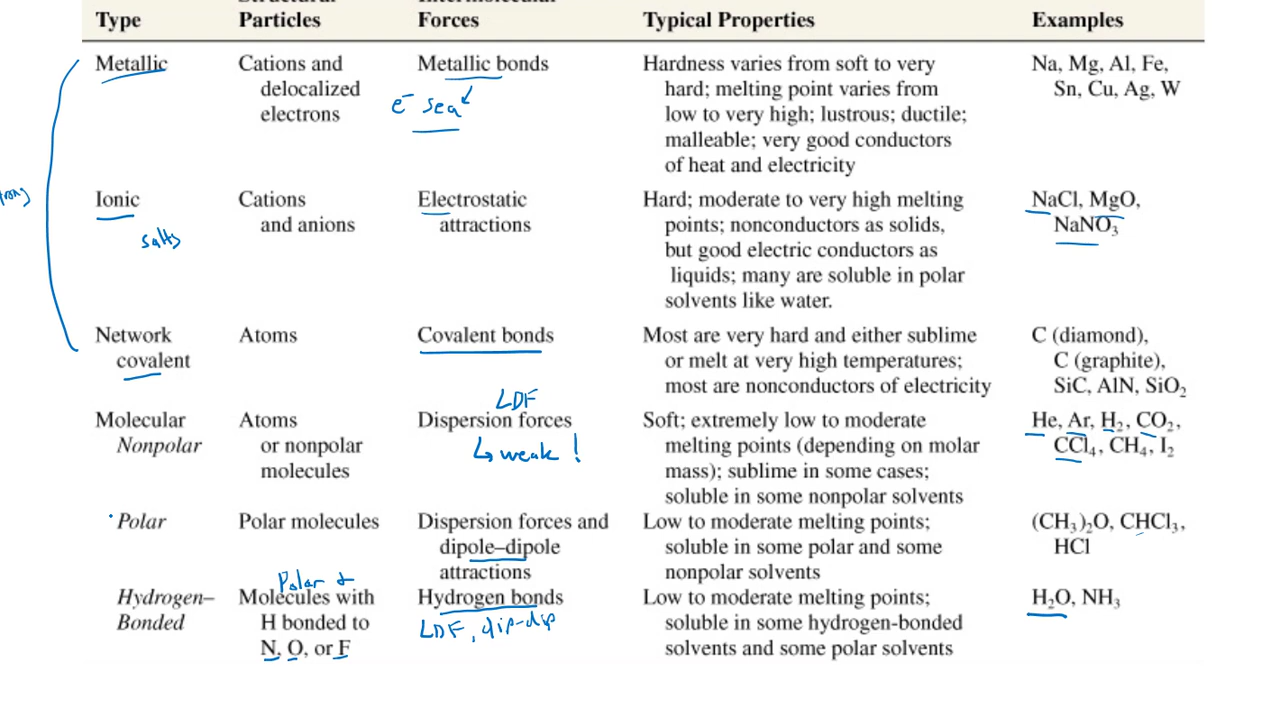 Type Particles Forces Typical Properties Examples
Metallic Cations and Metallic bonds Hardness varies from soft to very Na, Mg, Al, Fe,
delocalized hard; melting point varies from Sn, Cu, Ag, W
e⁻ sea
electrons low to very high; lustrous; ductile;
malleable; very good conductors
of heat and electricity
Ionic Cations Electrostatic Hard; moderate to very high melting NaCl, MgO,
and anions attractions points; nonconductors as solids, NaNO₃
salts
but good electric conductors as
liquids; many are soluble in polar
solvents like water.
Network Atoms Covalent bonds Most are very hard and either sublime C (diamond),
covalent or melt at very high temperatures; C (graphite),
most are nonconductors of electricity SiC, AlN, SiO₂
LDF
Molecular Atoms Dispersion forces Soft; extremely low to moderate He, Ar, H₂, CO₂,
Nonpolar or nonpolar melting points (depending on molar CCl₄, CH₄, I₂
↳ weak !
molecules mass); sublime in some cases;
soluble in some nonpolar solvents
Polar Polar molecules Dispersion forces and Low to moderate melting points; (CH₃)₂O, CHCl₃,
dipole–dipole soluble in some polar and some HCl
attractions nonpolar solvents
Polar +
Hydrogen– Molecules with Hydrogen bonds Low to moderate melting points; H₂O, NH₃
Bonded H bonded to soluble in some hydrogen-bonded
LDF, dip-dip
N, O, or F solvents and some polar solvents